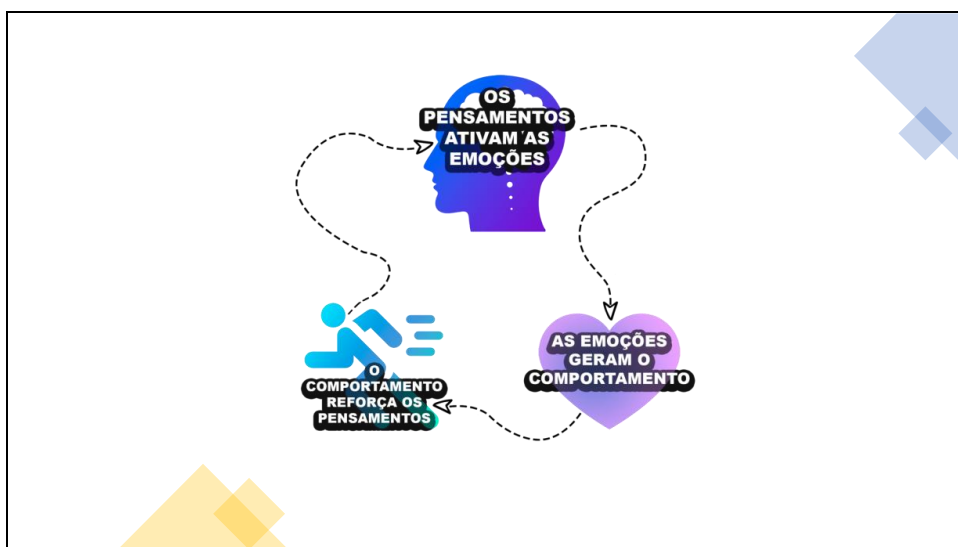 OS
PENSAMENTOS
ATIVAM AS
EMOÇÕES
AS EMOÇÕES
GERAM O
COMPORTAMENTO
O
COMPORTAMENTO
REFORÇA OS
PENSAMENTOS